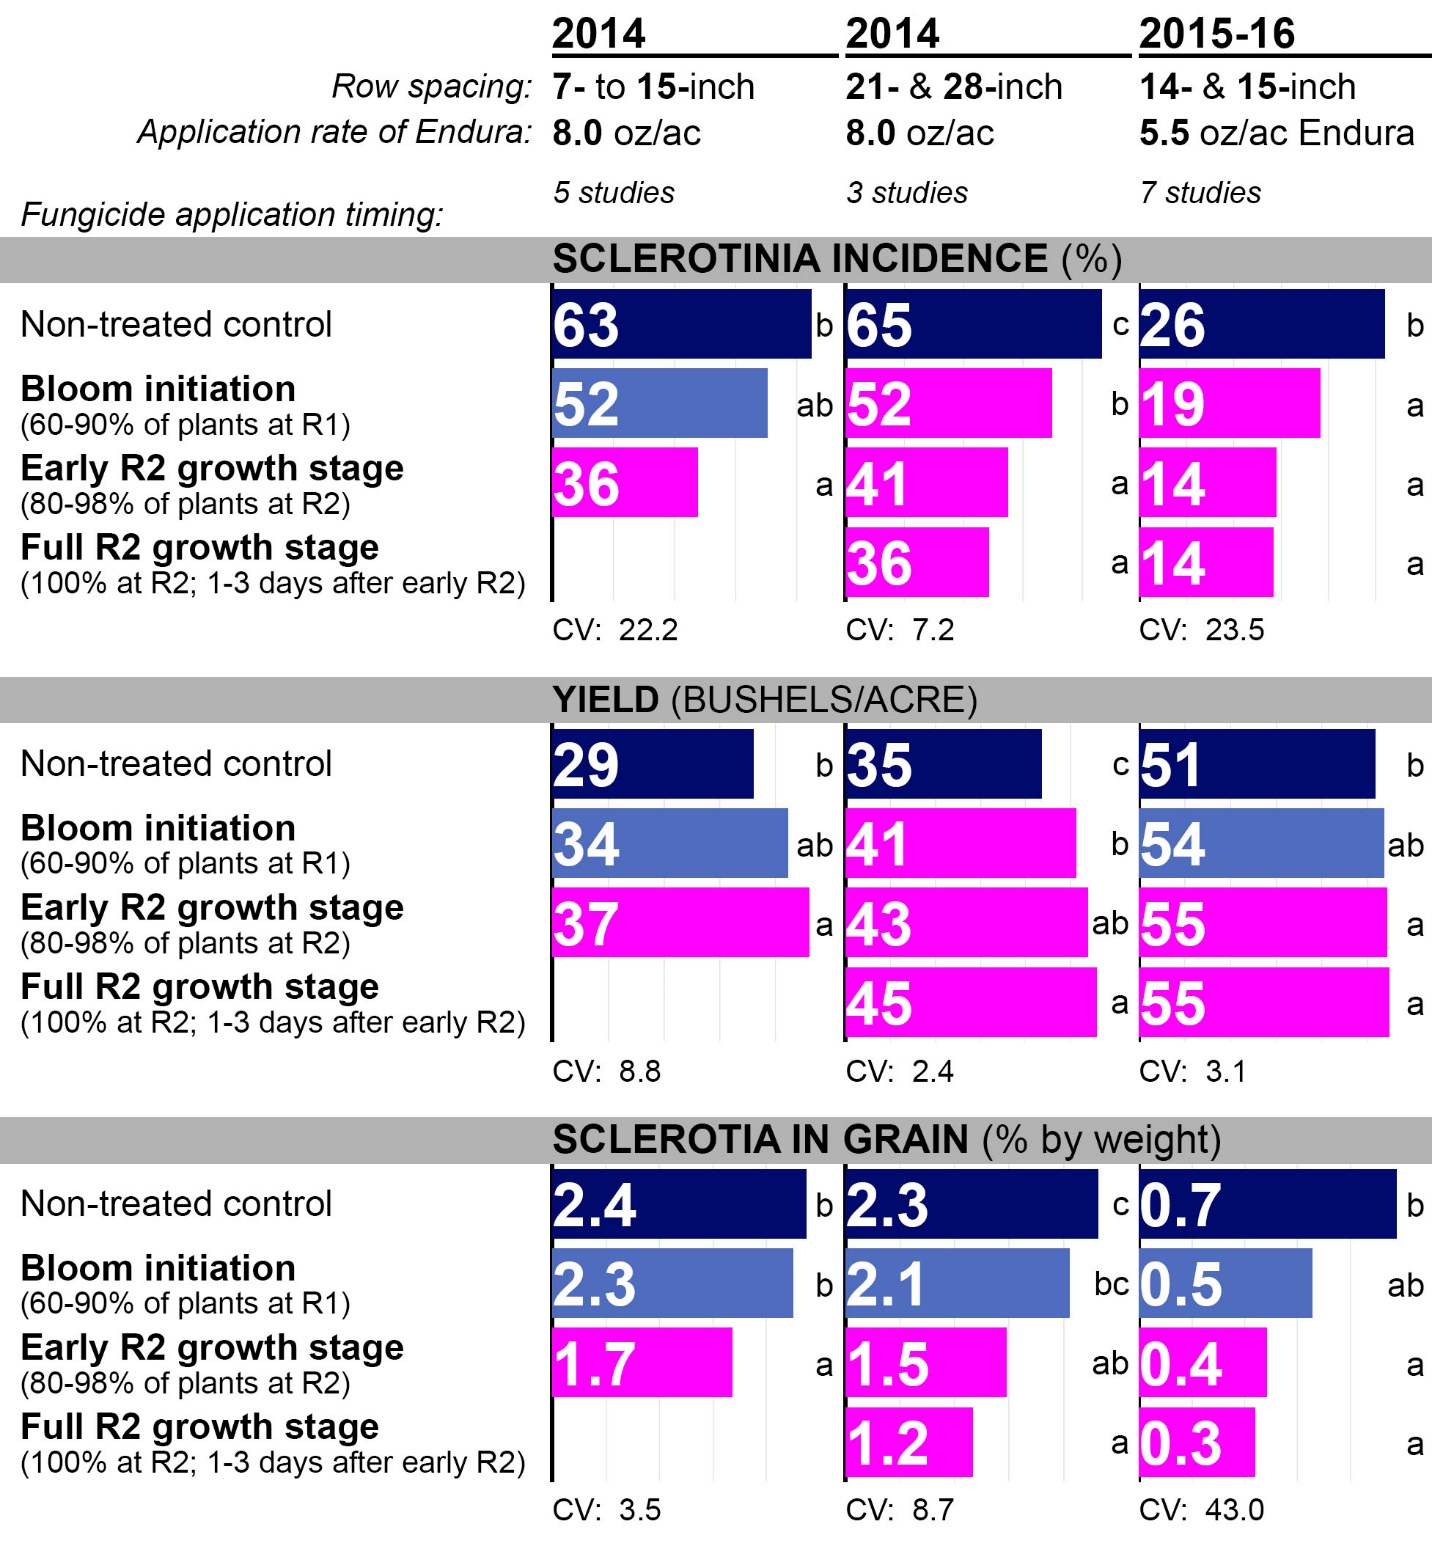 2014 2014 2015-16
Row spacing: 7- to 15-inch 21- & 28-inch 14- & 15-inch
Application rate of Endura: 8.0 oz/ac 8.0 oz/ac 5.5 oz/ac Endura
5 studies 3 studies 7 studies
Fungicide application timing:
SCLEROTINIA INCIDENCE (%)
Non-treated control 63 b 65 c 26 b
Bloom initiation
(60-90% of plants at R1) 52 ab 52 b 19 a
Early R2 growth stage
(80-98% of plants at R2) 36 a 41 a 14 a
Full R2 growth stage
(100% at R2; 1-3 days after early R2) 36 a 14 a
CV: 22.2 CV: 7.2 CV: 23.5
YIELD (BUSHELS/ACRE)
Non-treated control 29 b 35 c 51 b
Bloom initiation
(60-90% of plants at R1) 34 ab 41 b 54 ab
Early R2 growth stage
(80-98% of plants at R2) 37 a 43 ab 55 a
Full R2 growth stage
(100% at R2; 1-3 days after early R2) 45 a 55 a
CV: 8.8 CV: 2.4 CV: 3.1
SCLEROTIA IN GRAIN (% by weight)
Non-treated control 2.4 b 2.3 c 0.7 b
Bloom initiation
(60-90% of plants at R1) 2.3 b 2.1 bc 0.5 ab
Early R2 growth stage
(80-98% of plants at R2) 1.7 a 1.5 ab 0.4 a
Full R2 growth stage
(100% at R2; 1-3 days after early R2) 1.2 a 0.3 a
CV: 3.5 CV: 8.7 CV: 43.0